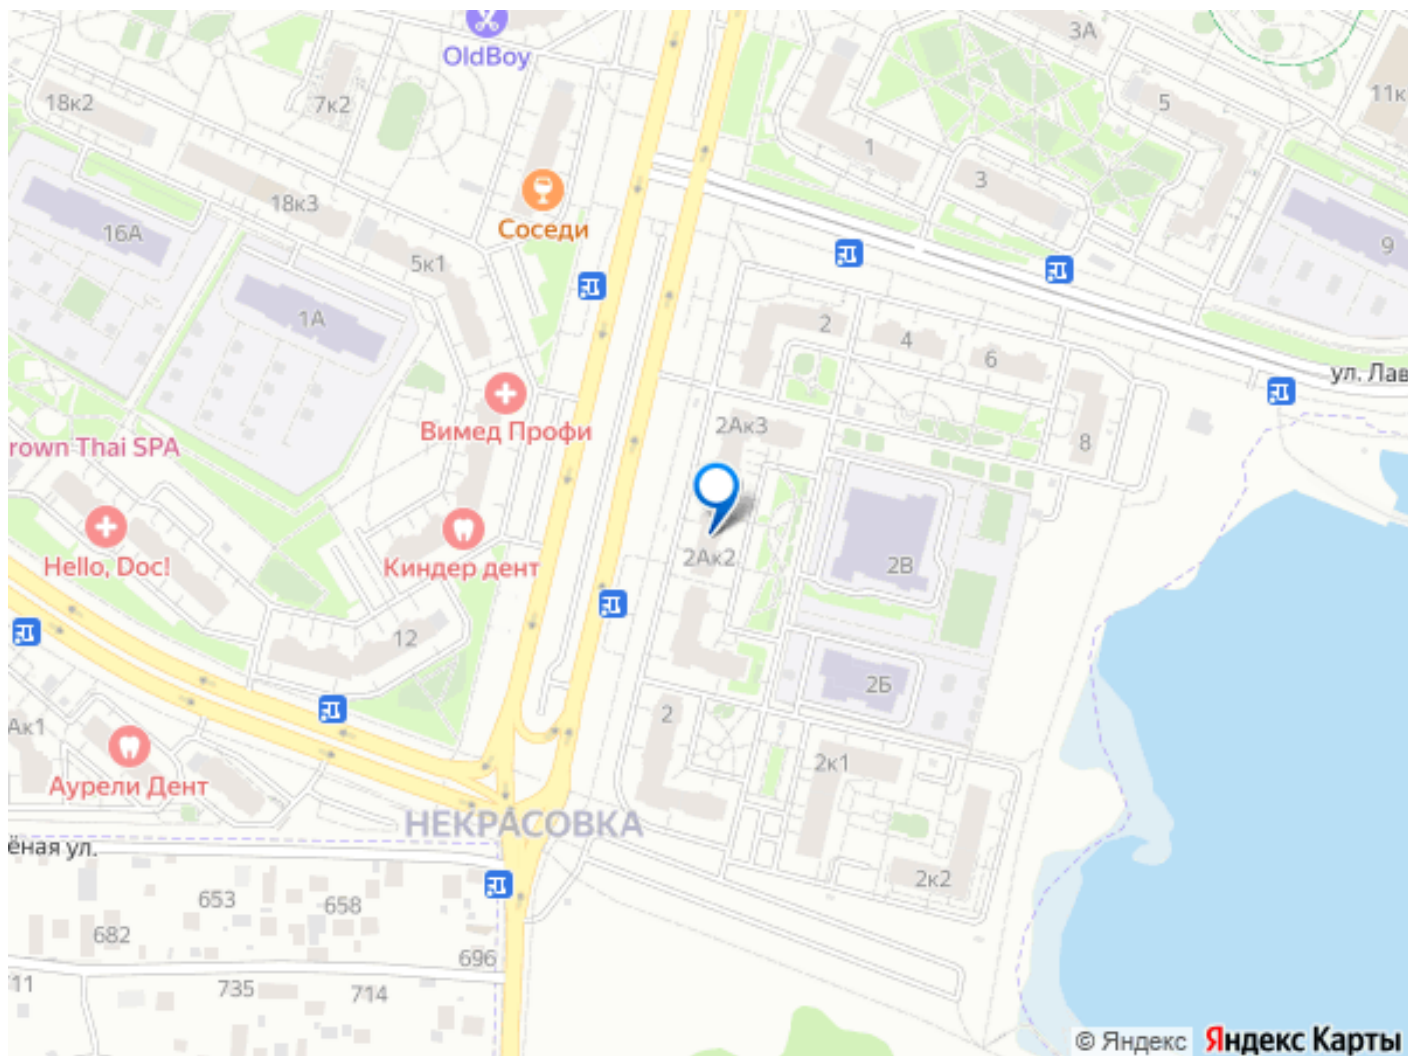 OldBoy
3А
18к2
7к2
5
11к
1
18к3
3
Соседи
16А
5к1
9
1А
2
4
6
ул. Лав
Вимед Профи
2Ак3
8
rown Thai SPA
Hello, Doc!
Киндер дент
2Ак2
2В
12
2Б
2
Ак1
2к1
Аурели Дент
НЕКРАСОВКА
ёная ул.
2к2
653
658
682
696
11
735
714
© Яндекс
Яндекс Карты